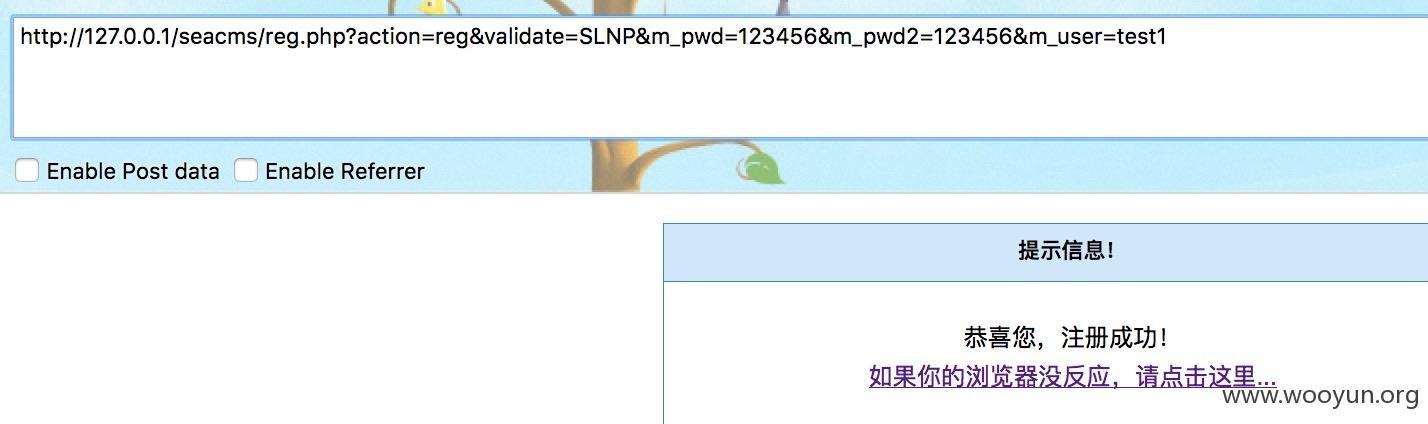 http://127.0.0.1/seacms/reg.php?action=reg&validate=SLNP&m_pwd=123456&m_pwd2=123456&m_user=test1
Enable Post data Enable Referrer
提示信息！
恭喜您，注册成功！
如果你的浏览器没反应，请点击这里...
www.wooyun.org